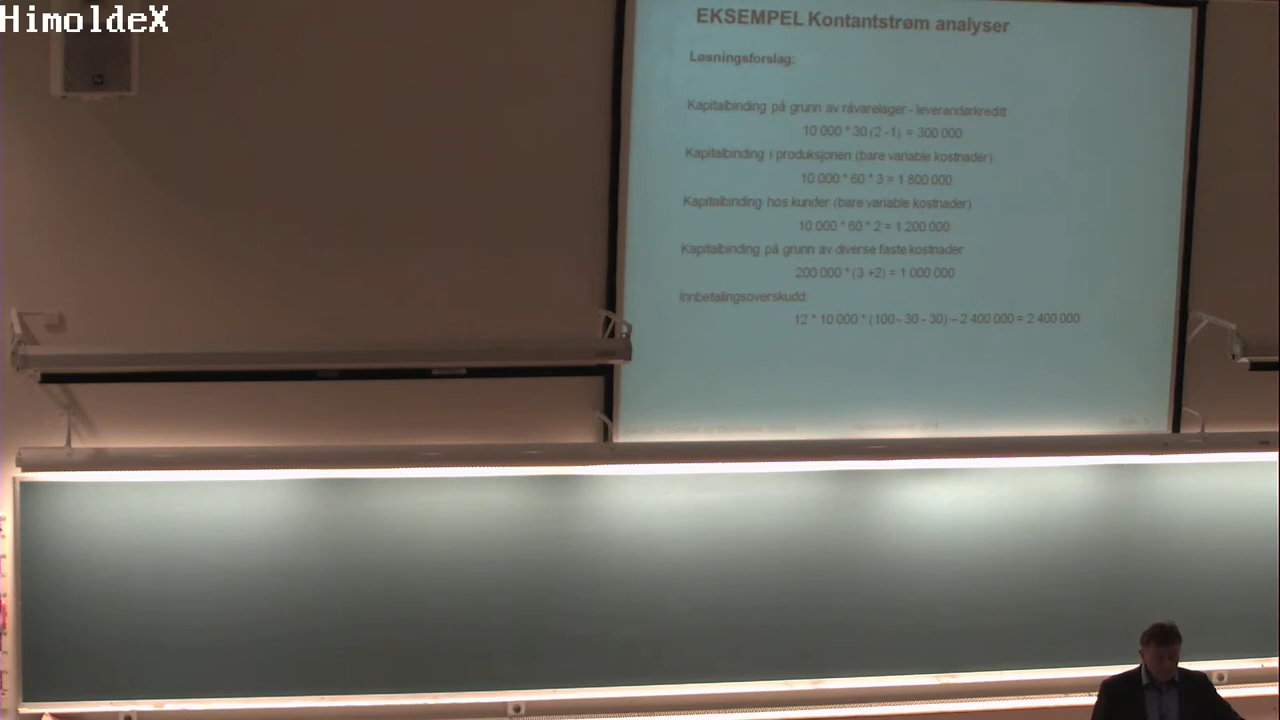 HimoldeX
EKSEMPEL Kontantstrøm analyser
Løsningsforslag:
Kapitalbinding på grunn av råvarelager - leverandørkreditt
10 000 * 30 (2 -1) = 300 000
Kapitalbinding i produksjonen (bare variable kostnader)
10 000 * 60 * 3 = 1 800 000
Kapitalbinding hos kunder (bare variable kostnader)
10 000 * 60 * 2 = 1 200 000
Kapitalbinding på grunn av diverse faste kostnader
200 000 * (3 +2) = 1 000 000
Innbetalingsoverskudd:
12 * 10 000 * (100 - 30 - 30) – 2 400 000 = 2 400 000